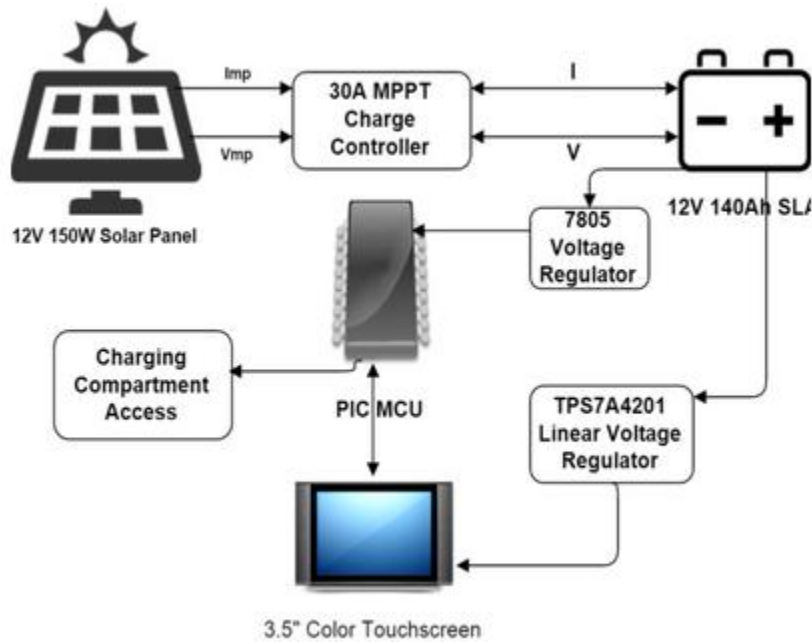 Imp
I
30A MPPT
Charge
Controller
Vmp
V
12V 150W Solar Panel
12V 140Ah SLA
7805
Voltage
Regulator
Charging
Compartment
Access
PIC MCU
TPS7A4201
Linear Voltage
Regulator
3.5" Color Touchscreen